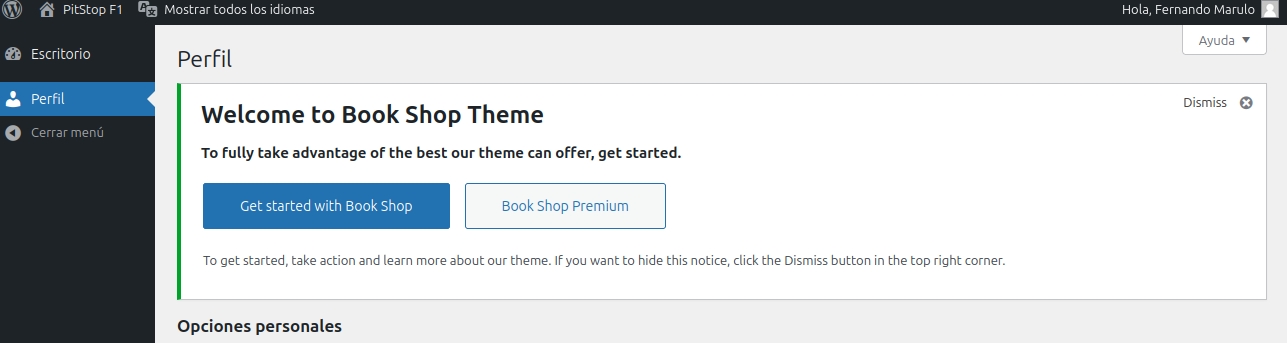 PitStop F1 Mostrar todos los idiomas Hola, Fernando Marulo
Ayuda
Escritorio
Perfil
Cerrar menú
Perfil
Welcome to Book Shop Theme
Dismiss
To fully take advantage of the best our theme can offer, get started.
Get started with Book Shop Book Shop Premium
To get started, take action and learn more about our theme. If you want to hide this notice, click the Dismiss button in the top right corner.
Opciones personales